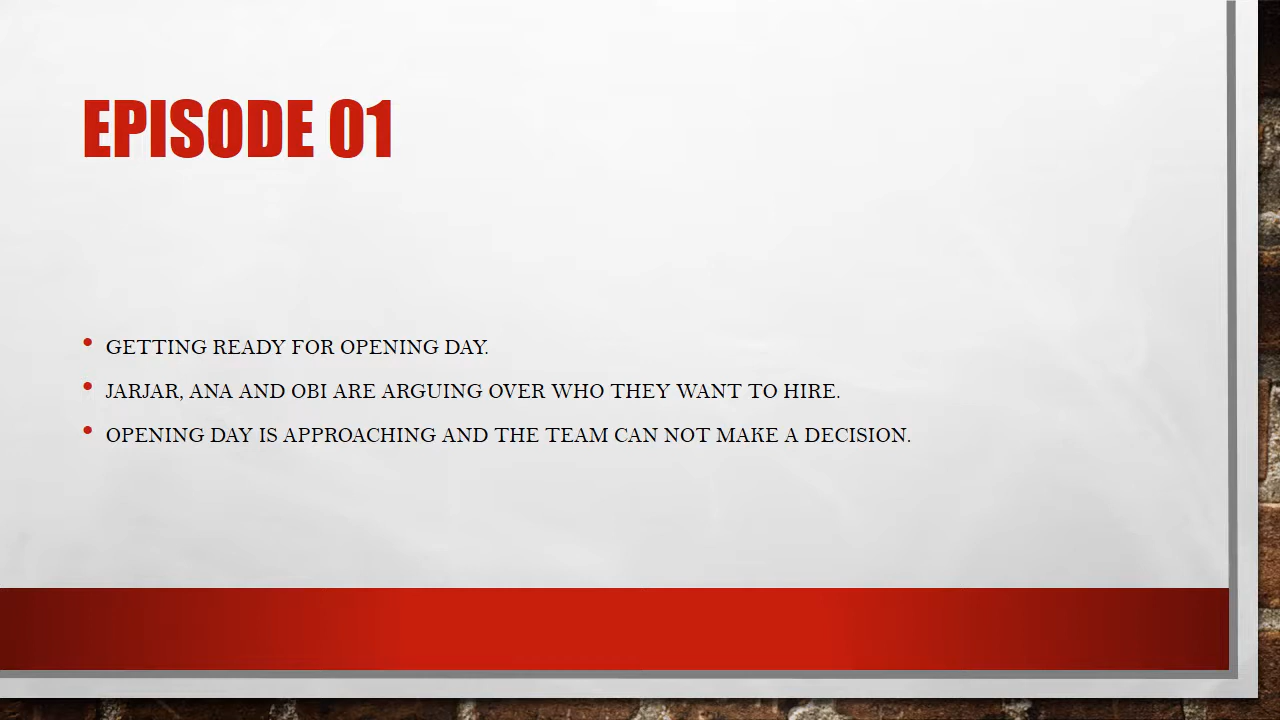 EPISODE 01
• GETTING READY FOR OPENING DAY.
• JARJAR, ANA AND OBI ARE ARGUING OVER WHO THEY WANT TO HIRE.
• OPENING DAY IS APPROACHING AND THE TEAM CAN NOT MAKE A DECISION.